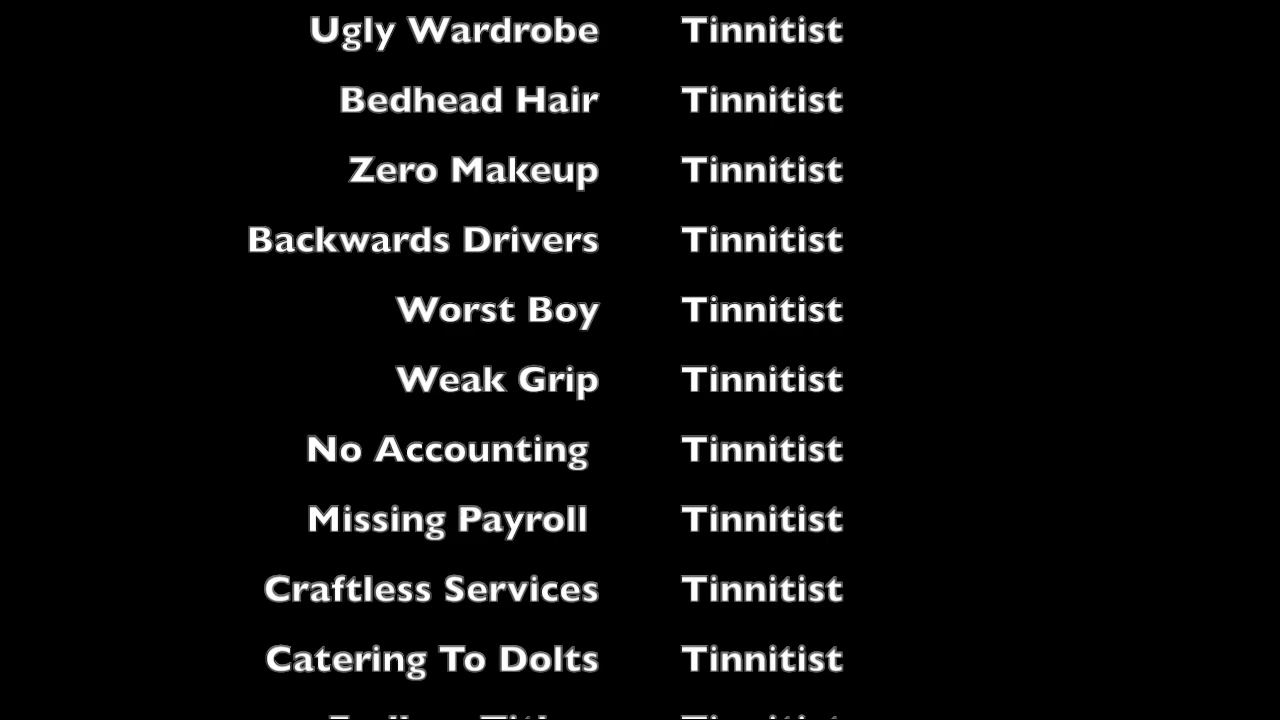 Ugly Wardrobe Tinnitist
Bedhead Hair Tinnitist
Zero Makeup Tinnitist
Backwards Drivers Tinnitist
Worst Boy Tinnitist
Weak Grip Tinnitist
No Accounting Tinnitist
Missing Payroll Tinnitist
Craftless Services Tinnitist
Catering To Dolts Tinnitist